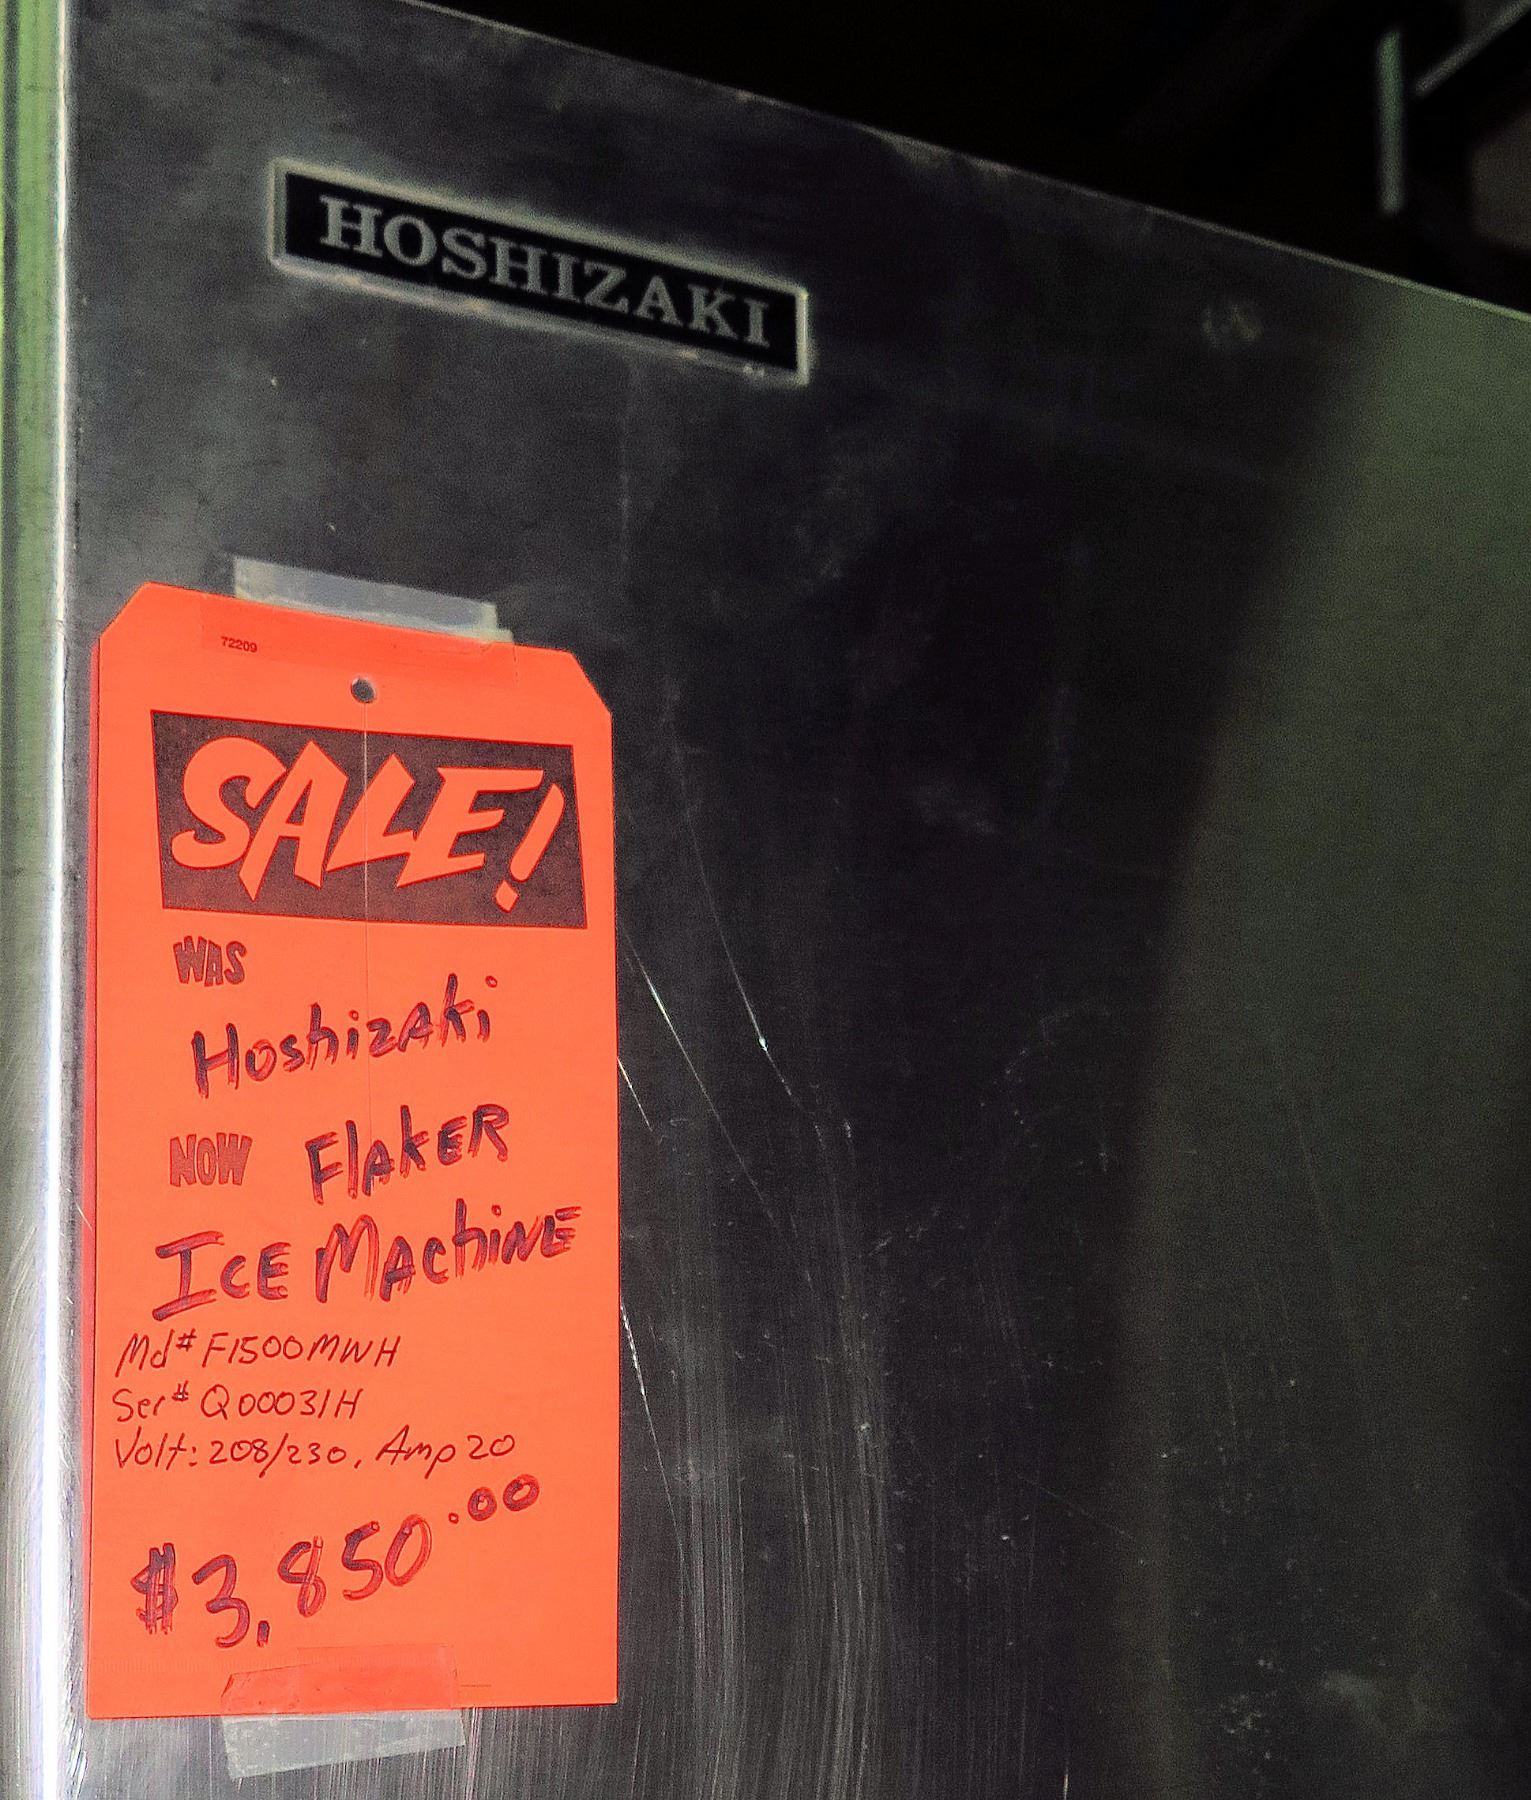 HOSHIZAKI
72209
SALE!
WAS
Hoshizaki
NOW Flaker
Ice Machine
Md# F1500MWH
Ser# Q00031H
Volt: 208/230, Amp 20
$3,850.00